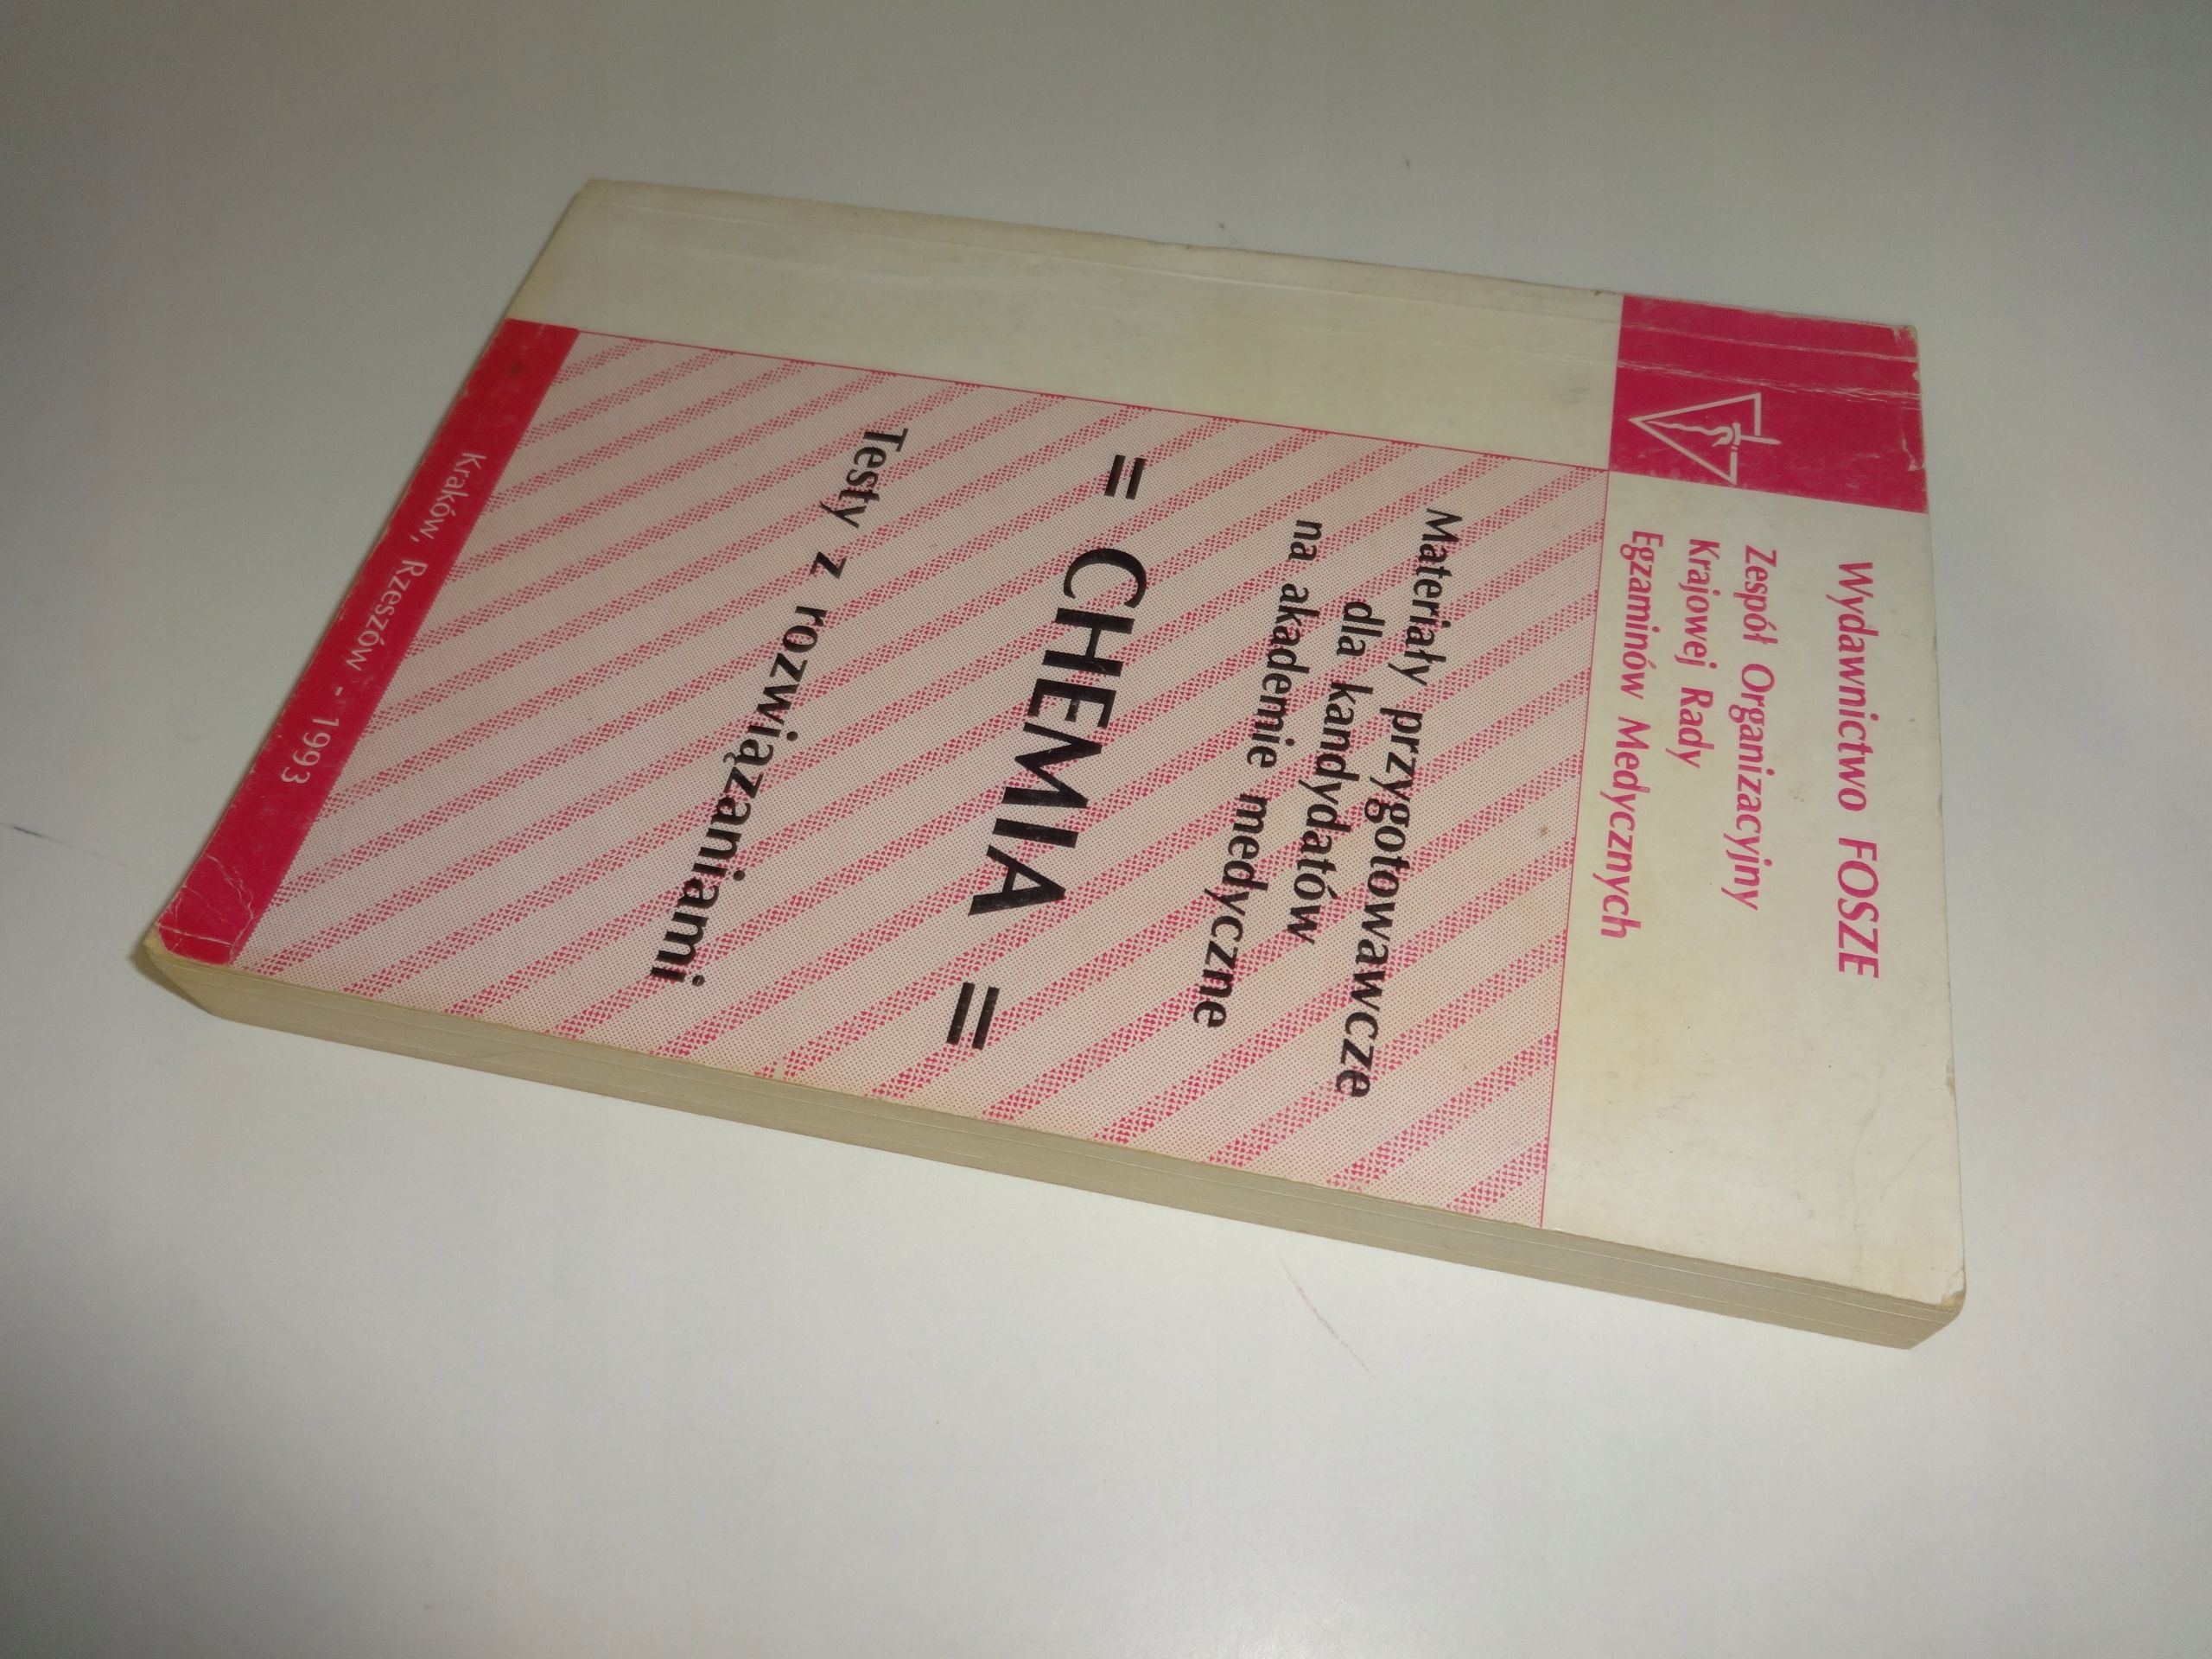 Wydawnictwo FOSZE
Zespół Organizacyjny
Krajowej Rady
Egzaminów Medycznych
Materiały przygotowawcze
dla kandydatów
na akademie medyczne
= CHEMIA =
Testy z rozwiązaniami
Kraków, Rzeszów - 1993